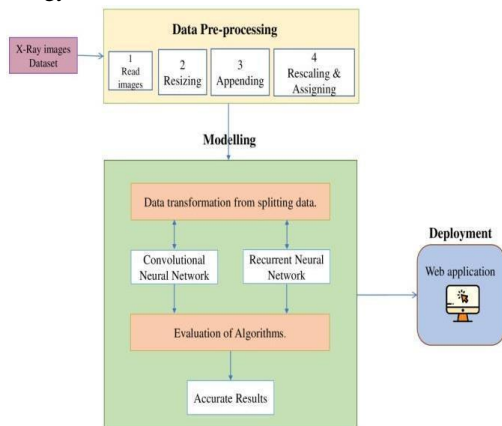 Data Pre-processing
X-Ray images
Dataset
1
Read
images
2
Resizing
3
Appending
4
Rescaling &
Assigning
Modelling
Data transformation from splitting data.
Convolutional
Neural Network
Recurrent Neural
Network
Evaluation of Algorithms.
Accurate Results
Deployment
Web application